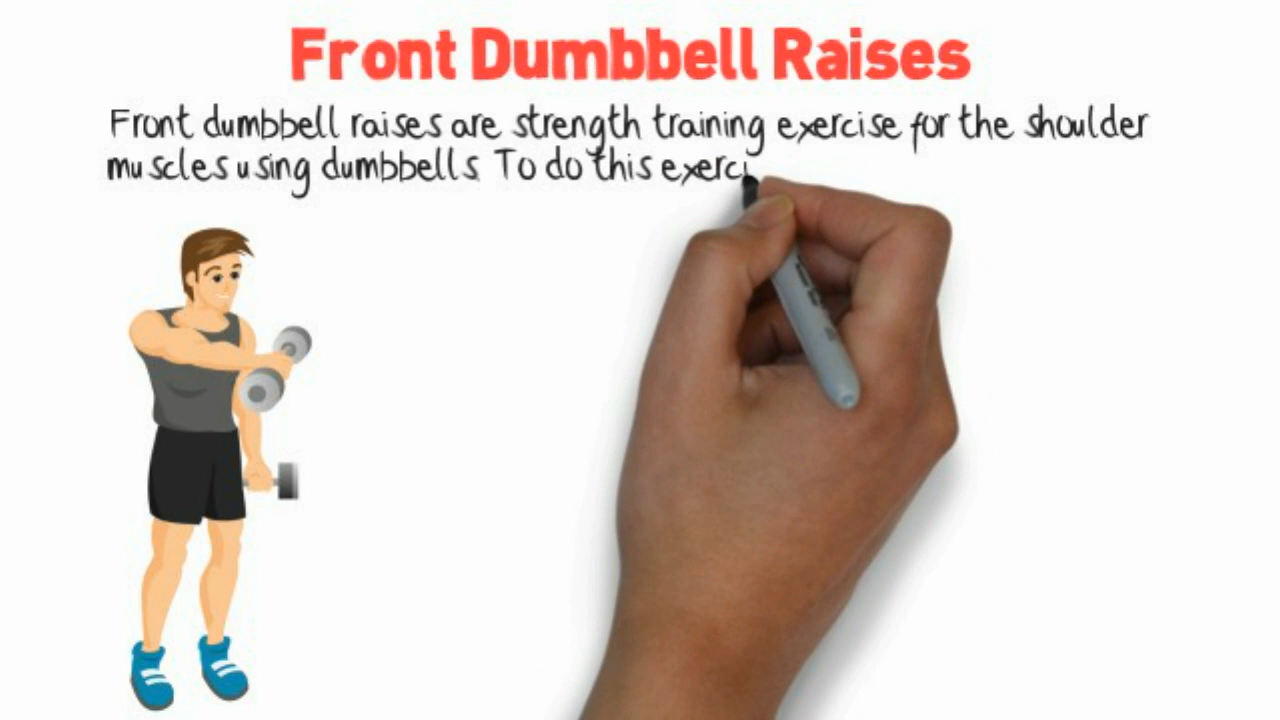 Front Dumbbell Raises
Front dumbbell raises are strength training exercise for the shoulder
muscles using dumbbells. To do this exerci